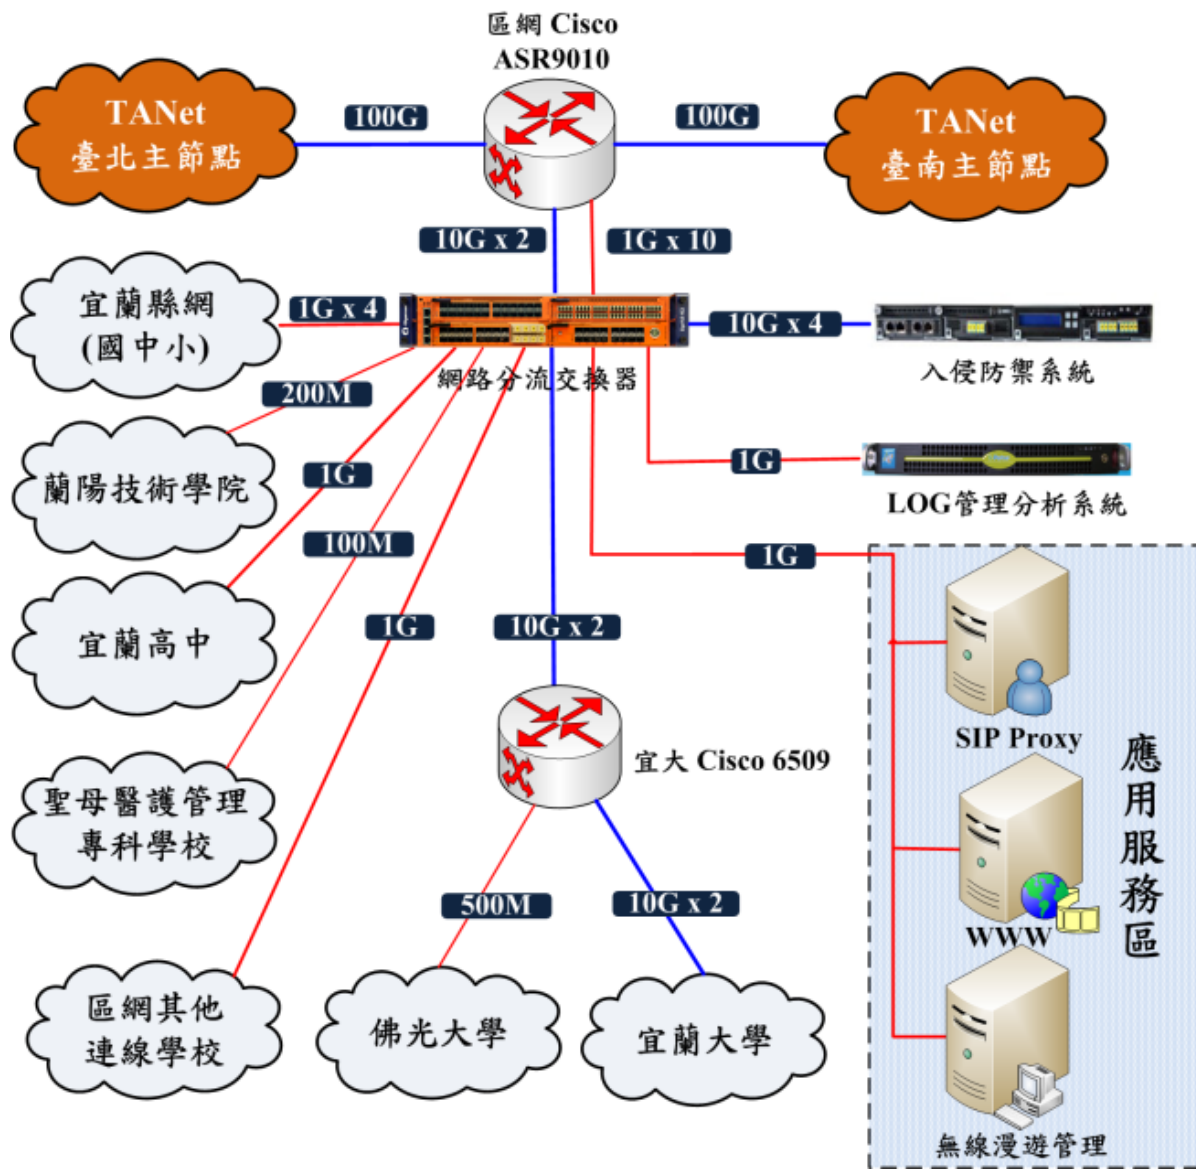 區網 Cisco
ASR9010
TANet
臺北主節點
100G
100G
TANet
臺南主節點
10G x 2
1G x 10
宜蘭縣網
(國中小)
1G x 4
10G x 4
網路分流交換器
入侵防禦系統
200M
蘭陽技術學院
1G
1G
LOG管理分析系統
100M
1G
宜蘭高中
1G
10G x 2
SIP Proxy
宜大 Cisco 6509
聖母醫護管理
專科學校
應用服務區
500M
10G x 2
WWW
區網其他
連線學校
佛光大學
宜蘭大學
無線漫遊管理